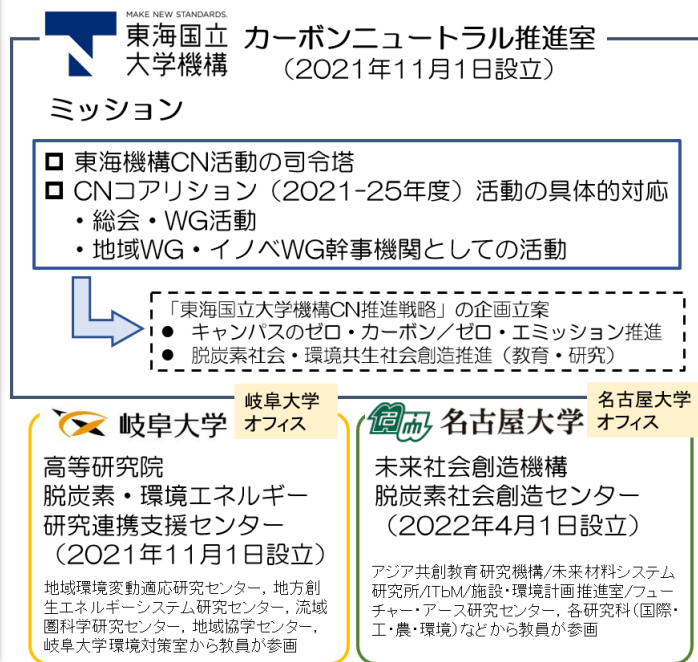 MAKE NEW STANDARDS.
東海国立
大学機構
カーボンニュートラル推進室
（2021年11月1日設立）
ミッション
東海機構CN活動の司令塔
CNコアリション（2021-25年度）活動の具体的対応
・総会・WG活動
・地域WG・イノベWG幹事機関としての活動
「東海国立大学機構CN推進戦略」の企画立案
● キャンパスのゼロ・カーボン／ゼロ・エミッション推進
● 脱炭素社会・環境共生社会創造推進（教育・研究）
岐阜大学
岐阜大学
オフィス
高等研究院
脱炭素・環境エネルギー
研究連携支援センター
（2021年11月1日設立）
地域環境変動適応研究センター, 地方創
生エネルギーシステム研究センター, 流域
圏科学研究センター, 地域協学センター,
岐阜大学環境対策室から教員が参画
名古屋大学
名古屋大学
オフィス
未来社会創造機構
脱炭素社会創造センター
（2022年4月1日設立）
アジア共創教育研究機構/未来材料システム
研究所/ITbM/施設・環境計画推進室/フュー
チャー・アース研究センター, 各研究科(国際・
工・農・環境)などから教員が参画